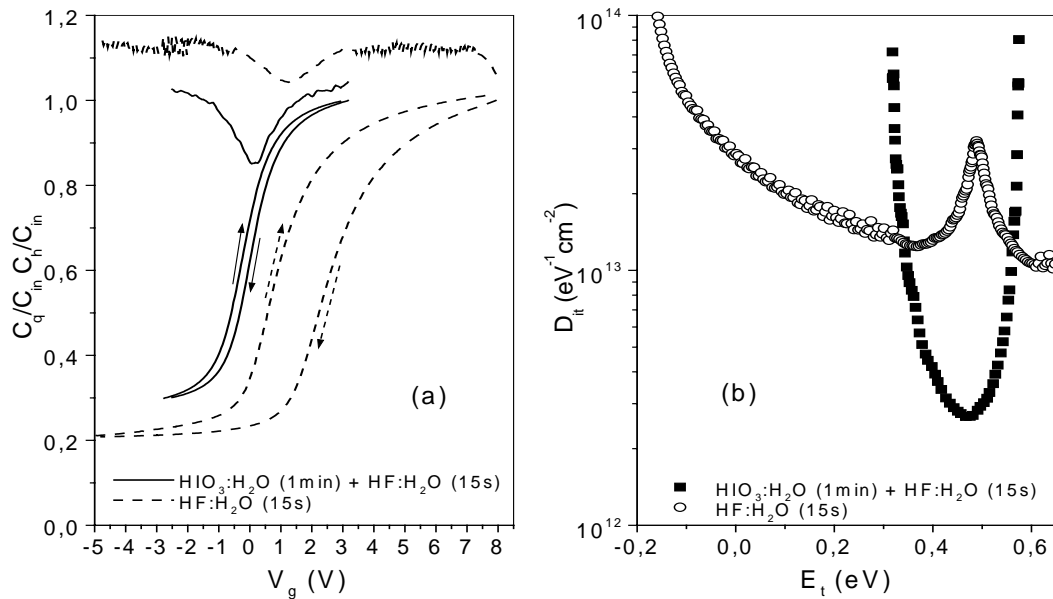 C_q/C_in C_h/C_in
1,2
1,0
0,8
0,6
0,4
0,2
0,0
(a)
HIO₃:H₂O (1min) + HF:H₂O (15s)
HF:H₂O (15s)
-5 -4 -3 -2 -1 0 1 2 3 4 5 6 7 8
V_g (V)
D_it (eV⁻¹cm⁻²)
10¹⁴
10¹³
10¹²
(b)
HIO₃:H₂O (1min) + HF:H₂O (15s)
HF:H₂O (15s)
-0,2 0,0 0,2 0,4 0,6
E_t (eV)